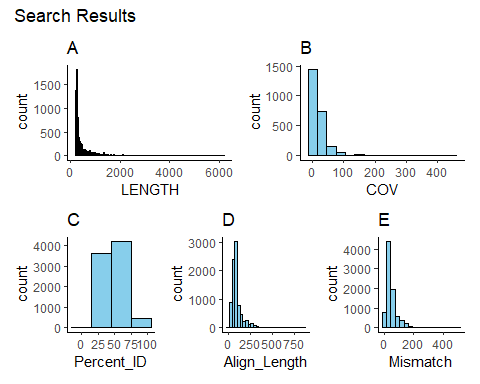 Search Results
A
1500
1000
500
0
0 2000 4000 6000
count
LENGTH
B
1500
1000
500
0
0 100 200 300 400
count
COV
C
4000
3000
2000
1000
0
0 25 50 75 100
count
Percent_ID
D
3000
2000
1000
0
0 250 500 750
count
Align_Length
E
4000
3000
2000
1000
0
0 200 400
count
Mismatch